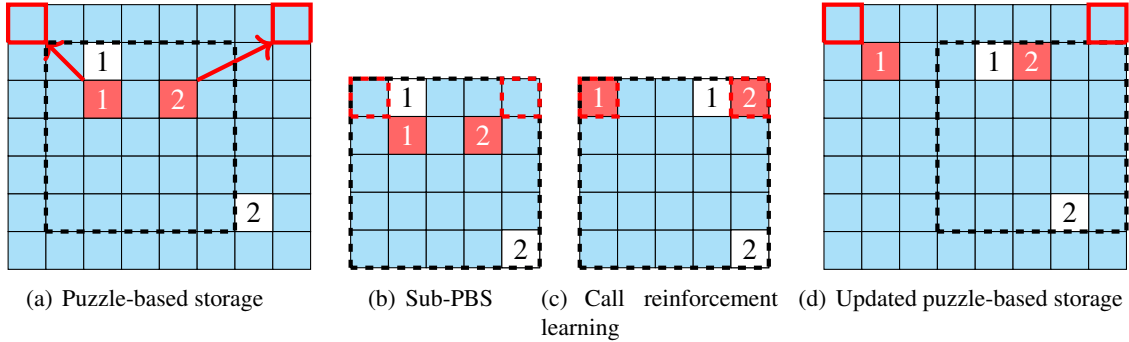 1
1 2
2
1
1 2
2
1 1 2
2
1 1 2
2
(a) Puzzle-based storage
(b) Sub-PBS
(c) Call reinforcement
learning
(d) Updated puzzle-based storage